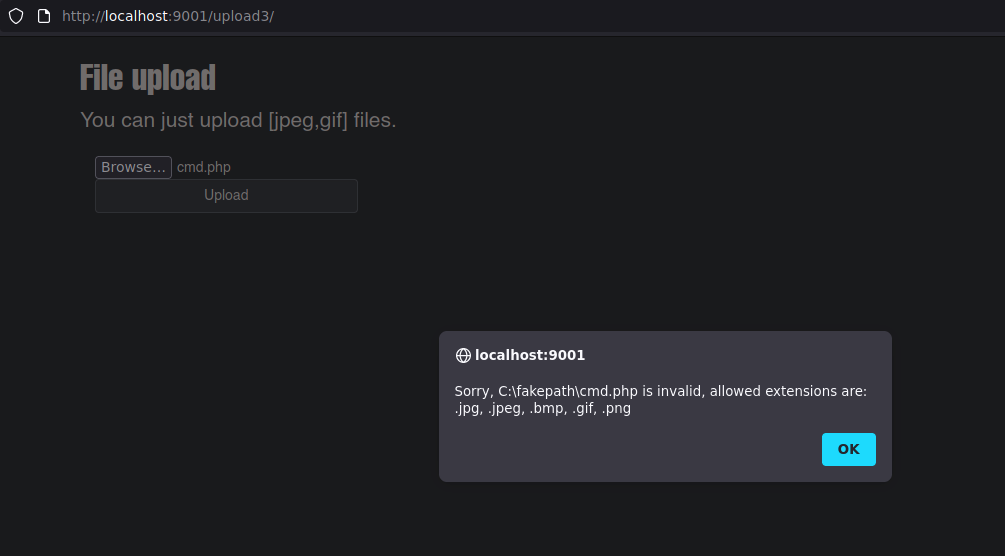 http://localhost:9001/upload3/
File upload
You can just upload [jpeg,gif] files.
Browse... cmd.php
Upload
localhost:9001
Sorry, C:\fakepath\cmd.php is invalid, allowed extensions are:
.jpg, .jpeg, .bmp, .gif, .png
OK